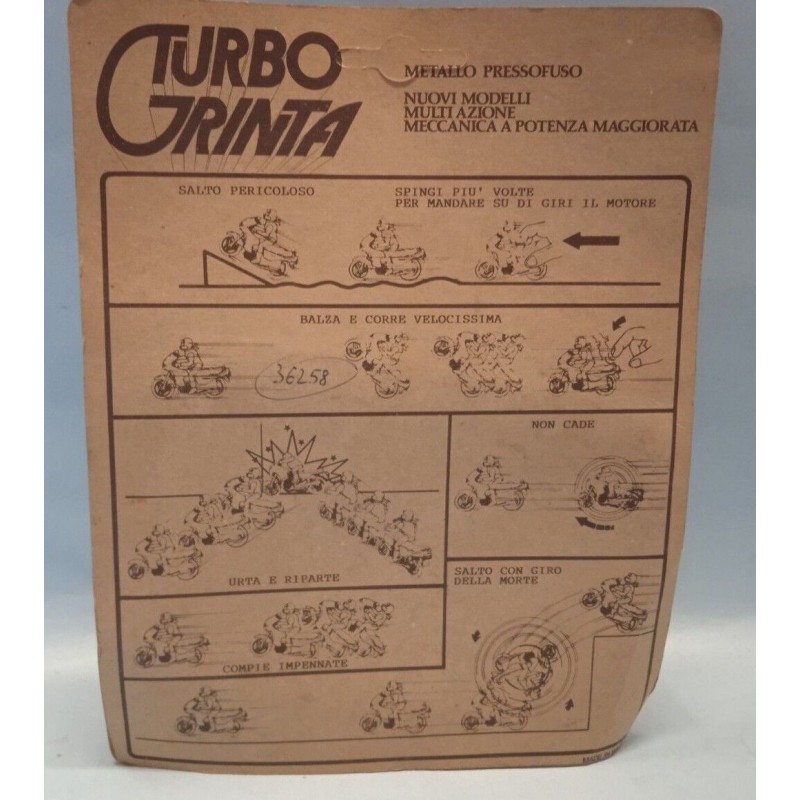 TURBO
GRINTA
METALLO PRESSOFUSO
NUOVI MODELLI
MULTI AZIONE
MECCANICA A POTENZA MAGGIORATA
SALTO PERICOLOSO
SPINGI PIU' VOLTE
PER MANDARE SU DI GIRI IL MOTORE
BALZA E CORRE VELOCISSIMA
36258
NON CADE
URTA E RIPARTE
SALTO CON GIRO
DELLA MORTE
COMPIE IMPENNATE
MADE IN